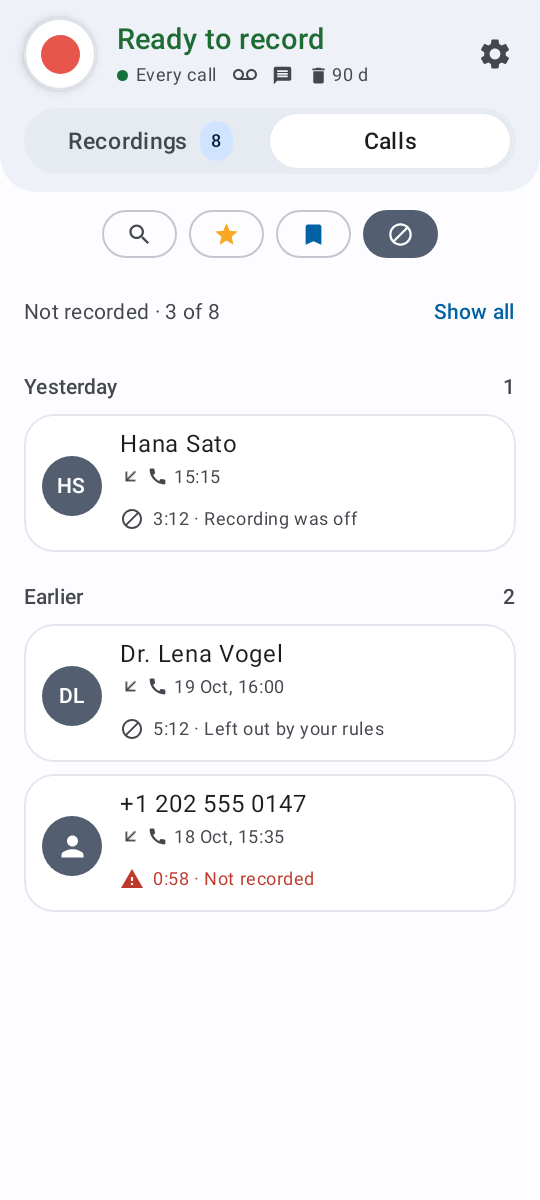 Ready to record
Every call 90 d
Recordings 8 Calls
Not recorded · 3 of 8 Show all
Yesterday 1
Hana Sato
HS
15:15
3:12 · Recording was off
Earlier 2
Dr. Lena Vogel
DL
19 Oct, 16:00
5:12 · Left out by your rules
+1 202 555 0147
18 Oct, 15:35
0:58 · Not recorded